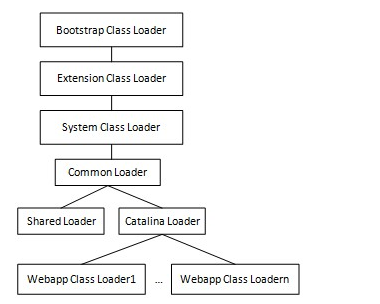 Bootstrap Class Loader
Extension Class Loader
System Class Loader
Common Loader
Shared Loader
Catalina Loader
Webapp Class Loader1
...
Webapp Class Loadern